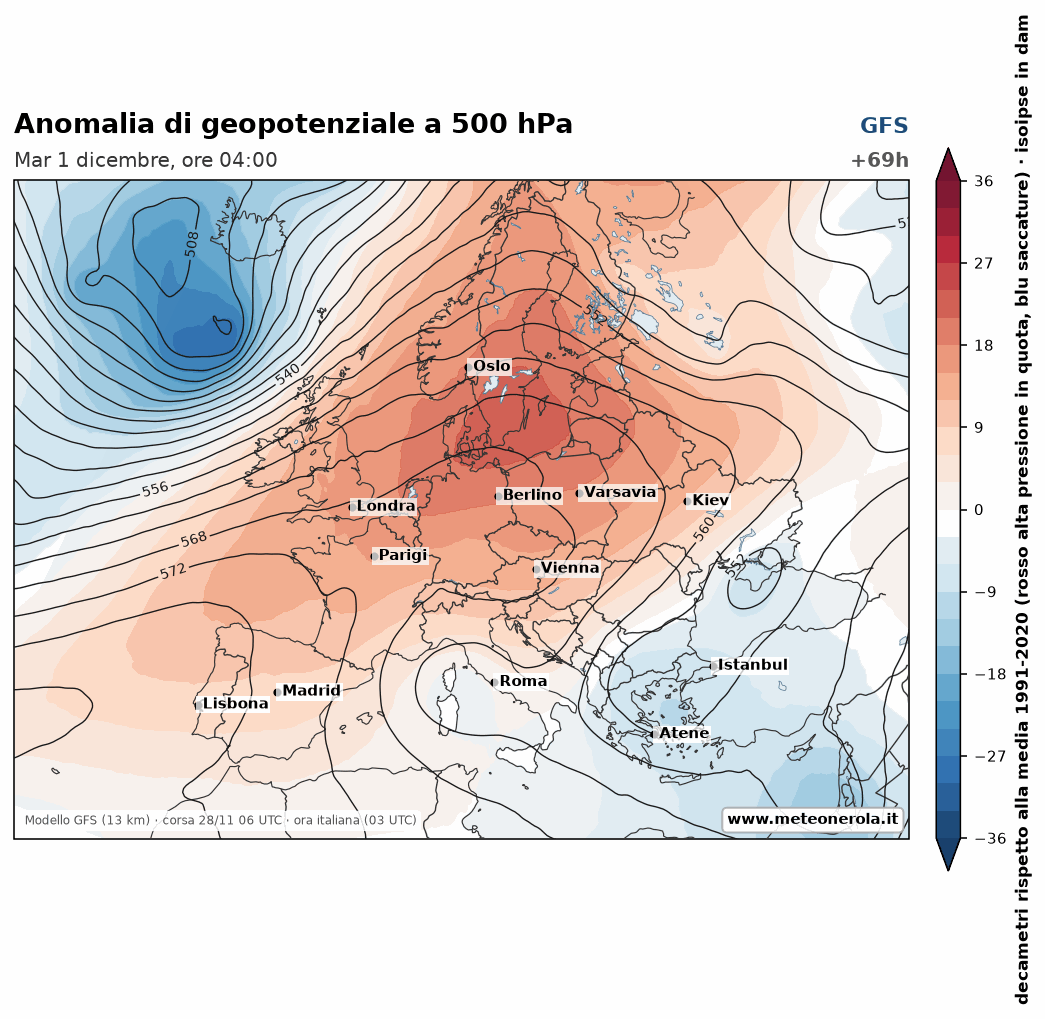 Anomalia di geopotenziale a 500 hPa
GFS
Mar 1 dicembre, ore 04:00
+69h
508
540
556
568
572
560
552
Oslo
Londra
Berlino
Varsavia
Kiev
Parigi
Vienna
Istanbul
Roma
Madrid
Lisbona
Atene
Modello GFS (13 km) · corsa 28/11 06 UTC · ora italiana (03 UTC)
www.meteonerola.it
36
27
18
9
0
−9
−18
−27
−36
decametri rispetto alla media 1991-2020 (rosso alta pressione in quota, blu saccature) · isoipse in dam